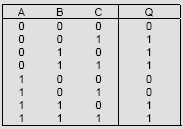 A B C Q
0 0 0 0
0 0 1 1
0 1 0 1
0 1 1 1
1 0 0 0
1 0 1 0
1 1 0 1
1 1 1 1